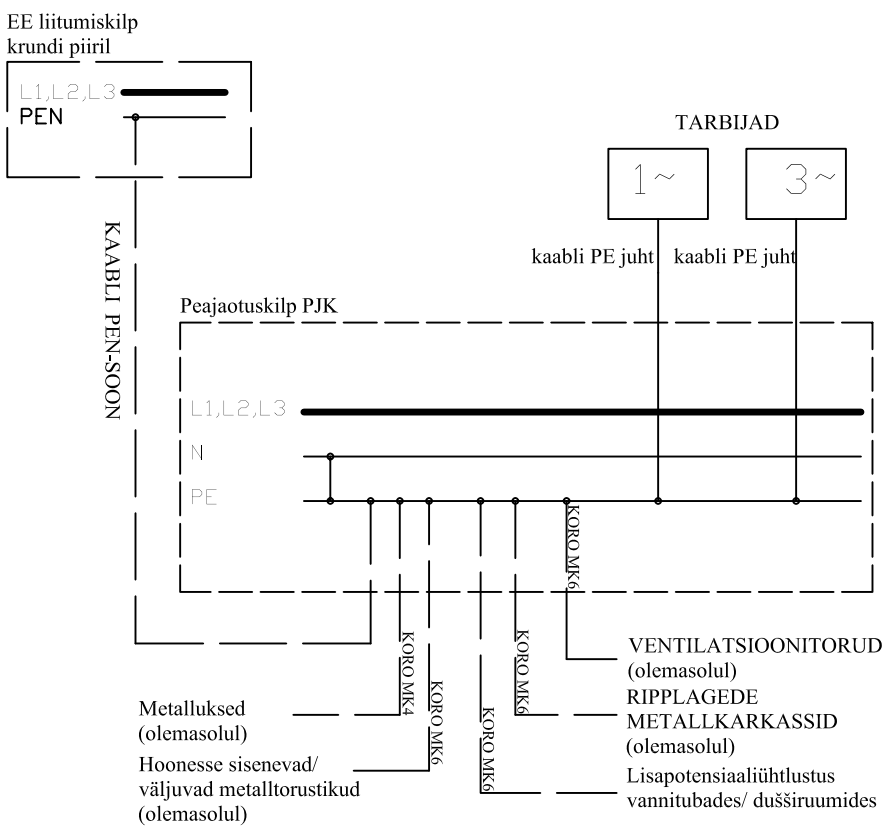 EE liitumiskilp
krundi piiril
L1,L2,L3
PEN
TARBIJAD
1~
3~
kaabli PE juht
kaabli PE juht
KAABLI PEN-SOON
Peajaotuskilp PJK
L1,L2,L3
N
PE
KORO MK6
KORO MK4
KORO MK6
KORO MK6
KORO MK6
VENTILATSIOONITORUD
(olemasolul)
RIPPLAGEDE
METALLKARKASSID
(olemasolul)
Metalluksed
(olemasolul)
Hoonesse sisenevad/
väljuvad metalltorustikud
(olemasolul)
Lisapotensiaaliühtlustus
vannitubades/ dušširuumides